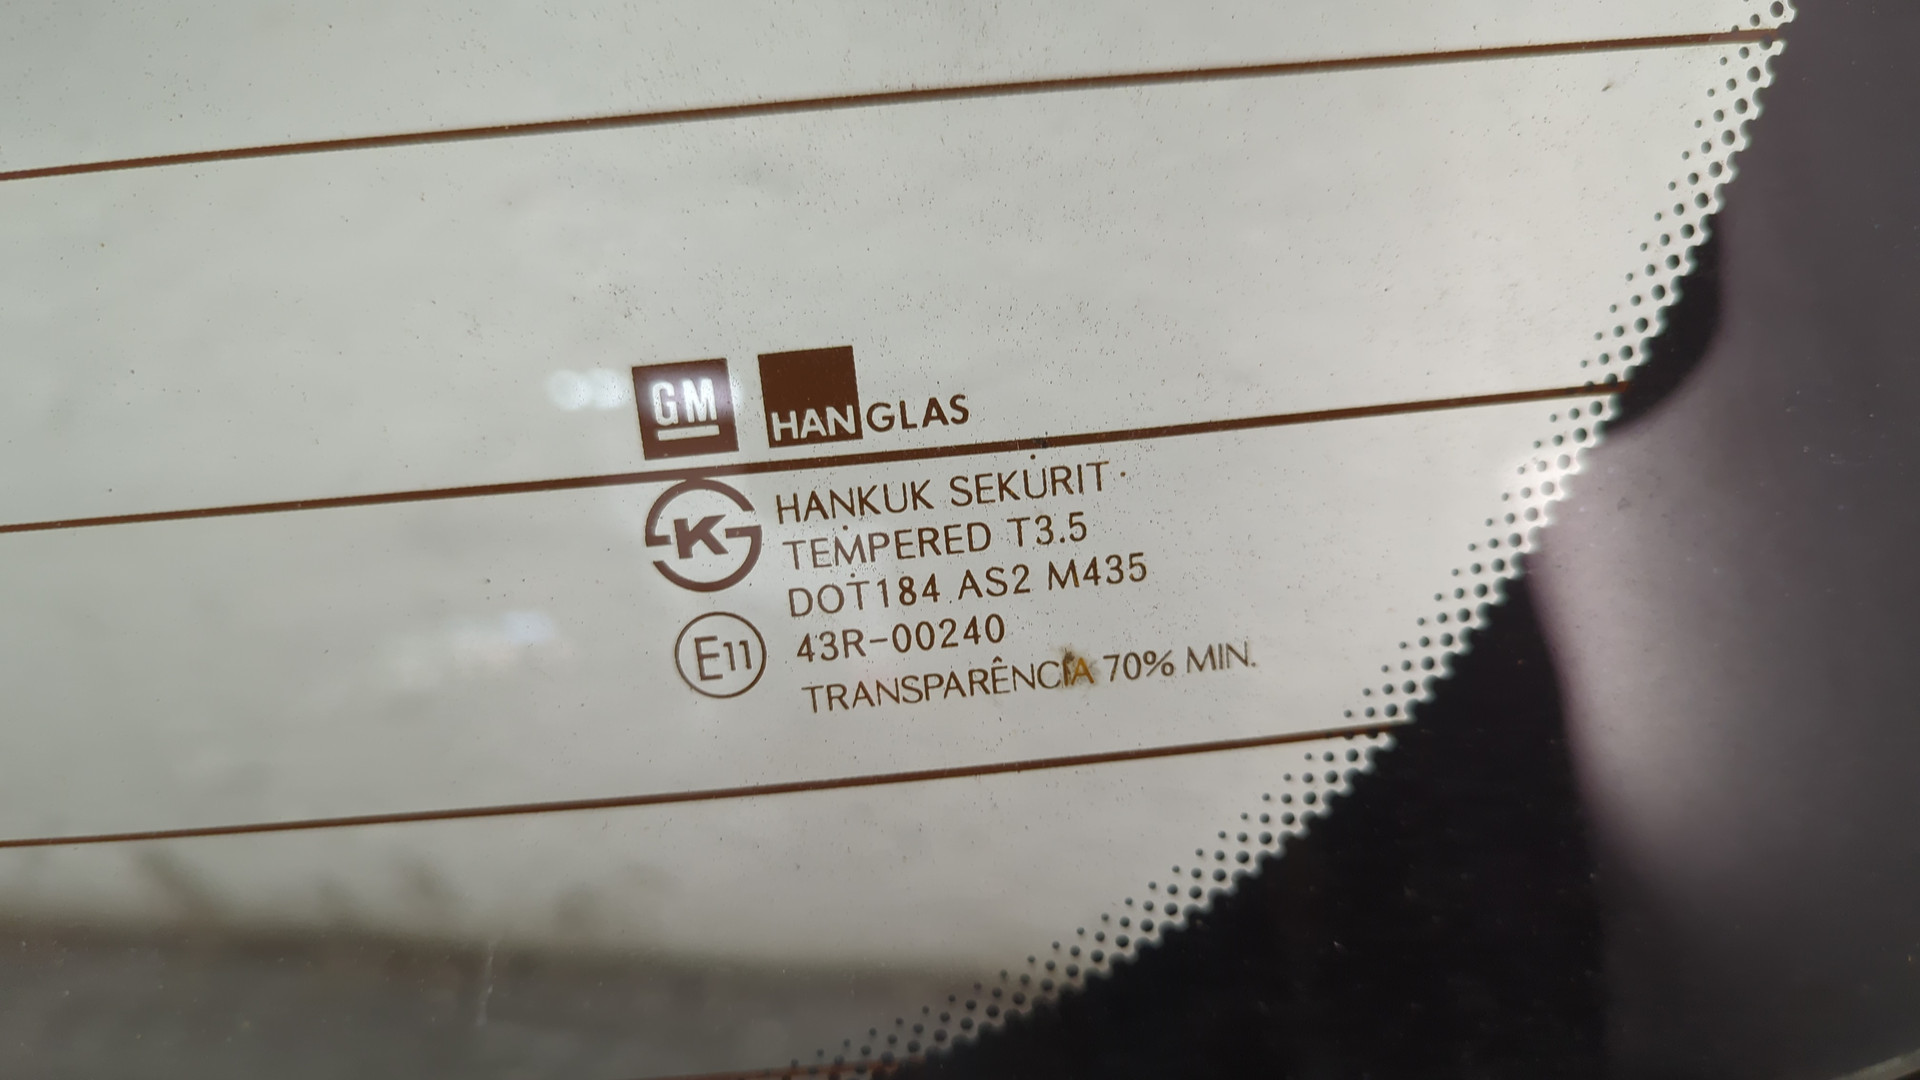 GM HANGLAS
K HANKUK SEKURIT
TEMPERED T3.5
DOT184 AS2 M435
E11 43R-00240
TRANSPARÊNCIA 70% MIN.